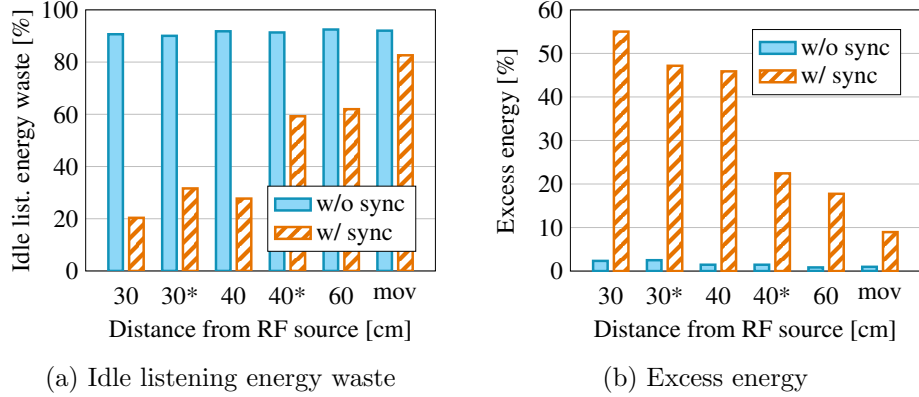 Idle list. energy waste [%]
100
80
60
40
20
0
w/o sync
w/ sync
30 30* 40 40* 60 mov
Distance from RF source [cm]
(a) Idle listening energy waste
Excess energy [%]
60
50
40
30
20
10
0
w/o sync
w/ sync
30 30* 40 40* 60 mov
Distance from RF source [cm]
(b) Excess energy